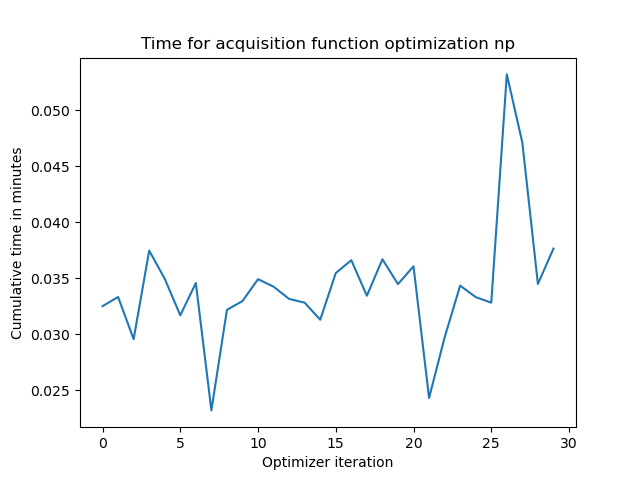 Time for acquisition function optimization np
Cumulative time in minutes
0.050
0.045
0.040
0.035
0.030
0.025
0 5 10 15 20 25 30
Optimizer iteration